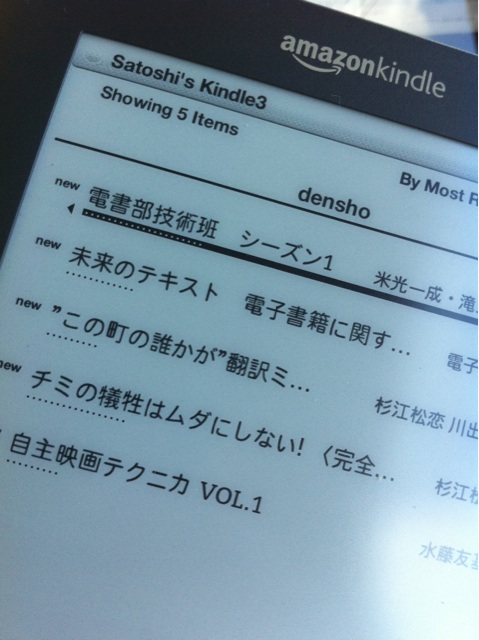 amazonkindle
Satoshi's Kindle3
Showing 5 Items
By Most
densho
new 電書部技術班 シーズン1 米光一成・滝
new 未来のテキスト 電子書籍に関す... 電子
new "この町の誰かが"翻訳ミ... 杉江松恋 川出
new チミの犠牲はムダにしない! 〈完全... 杉江松
自主映画テクニカ VOL.1 水藤友基